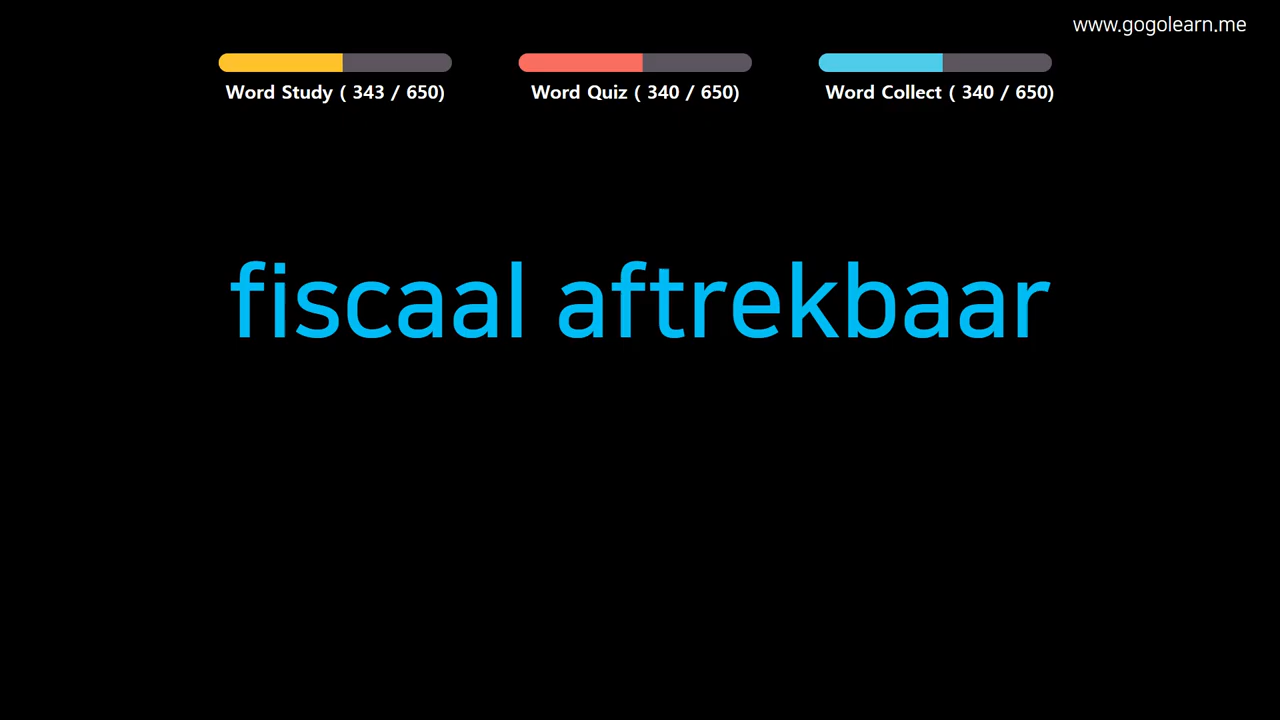 www.gogolearn.me
Word Study ( 343 / 650)
Word Quiz ( 340 / 650)
Word Collect ( 340 / 650)
fiscaal aftrekbaar